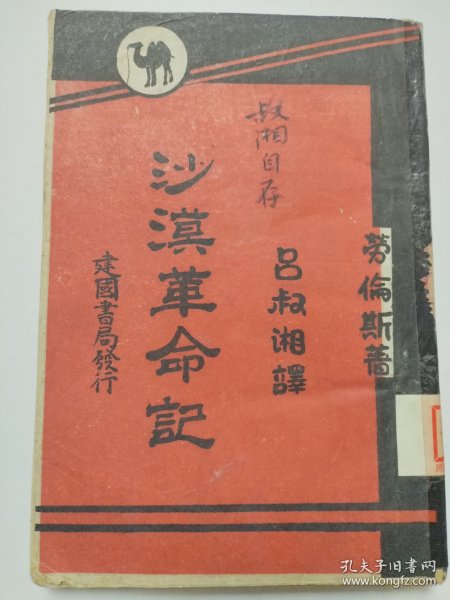 勞倫斯著
叔湘自存
呂叔湘譯
沙漠革命記
建國書局發行
孔夫子旧书网
www.kongfz.com